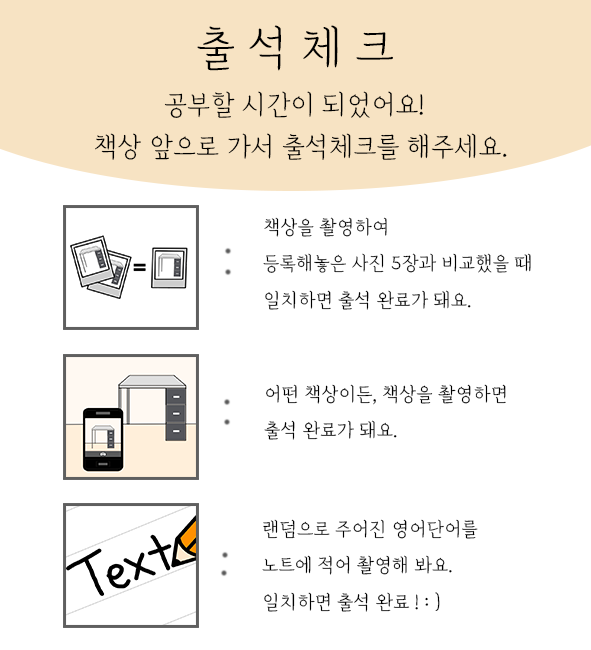 출석체크
공부할 시간이 되었어요!
책상 앞으로 가서 출석체크를 해주세요.
책상을 촬영하여
등록해놓은 사진 5장과 비교했을 때
일치하면 출석 완료가 돼요.
어떤 책상이든, 책상을 촬영하면
출석 완료가 돼요.
Text
랜덤으로 주어진 영어단어를
노트에 적어 촬영해 봐요.
일치하면 출석 완료 ! : )